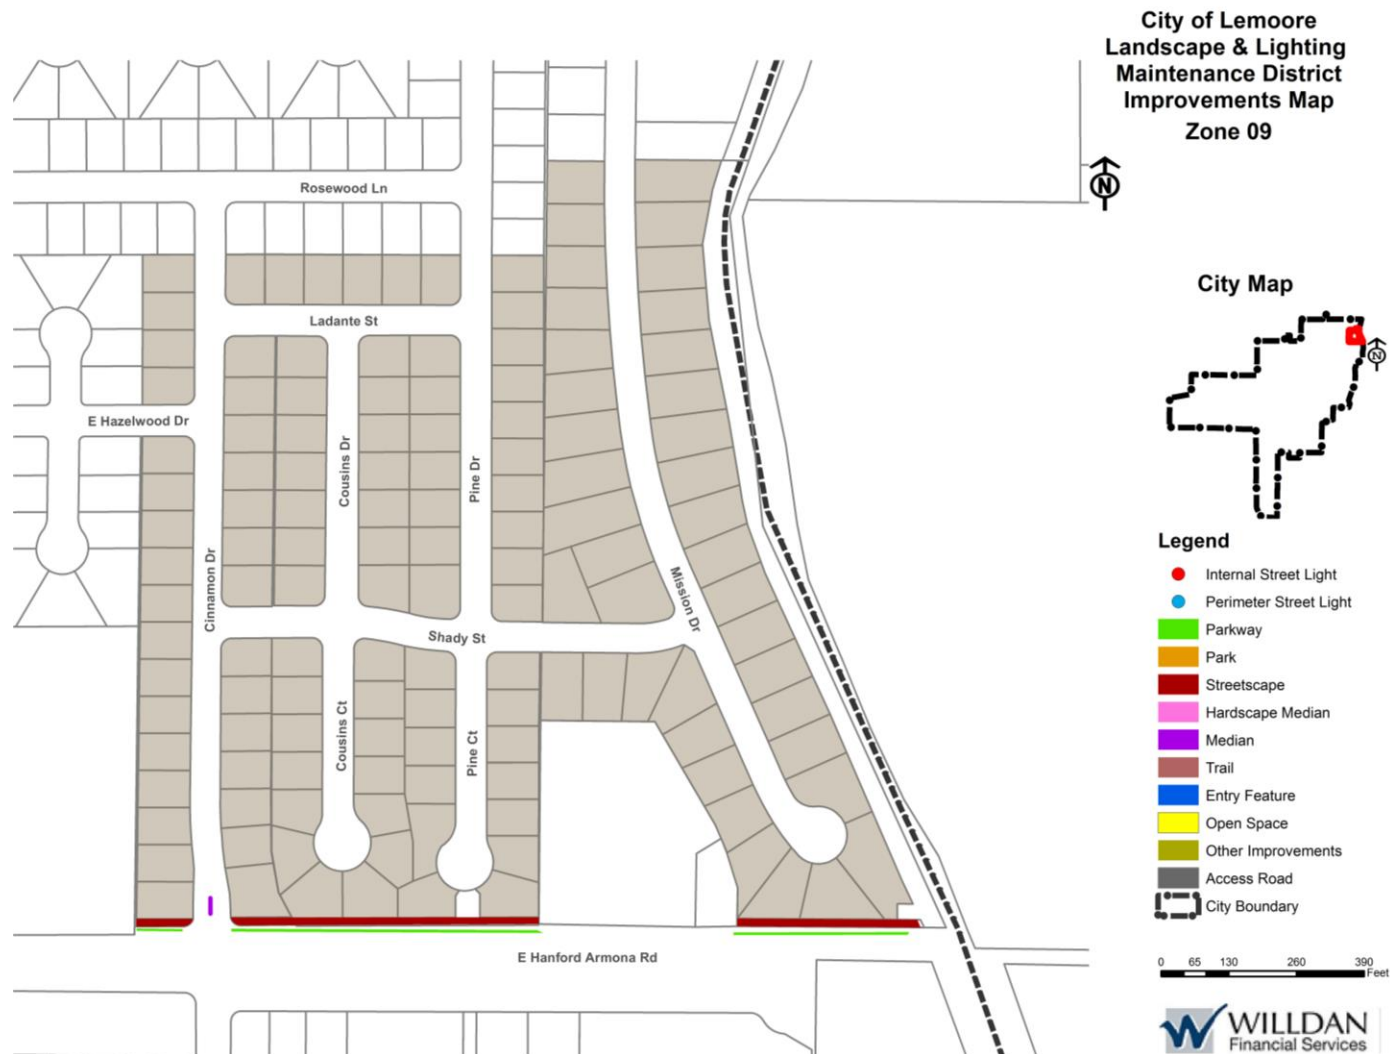 City of Lemoore
Landscape & Lighting
Maintenance District
Improvements Map
Zone 09
N
City Map
N
Rosewood Ln
Ladante St
E Hazelwood Dr
Cousins Dr
Pine Dr
Cinnamon Dr
Mission Dr
Shady St
Cousins Ct
Pine Ct
E Hanford Armona Rd
Legend
Internal Street Light
Perimeter Street Light
Parkway
Park
Streetscape
Hardscape Median
Median
Trail
Entry Feature
Open Space
Other Improvements
Access Road
City Boundary
0 65 130 260 390
Feet
WILLDAN
Financial Services